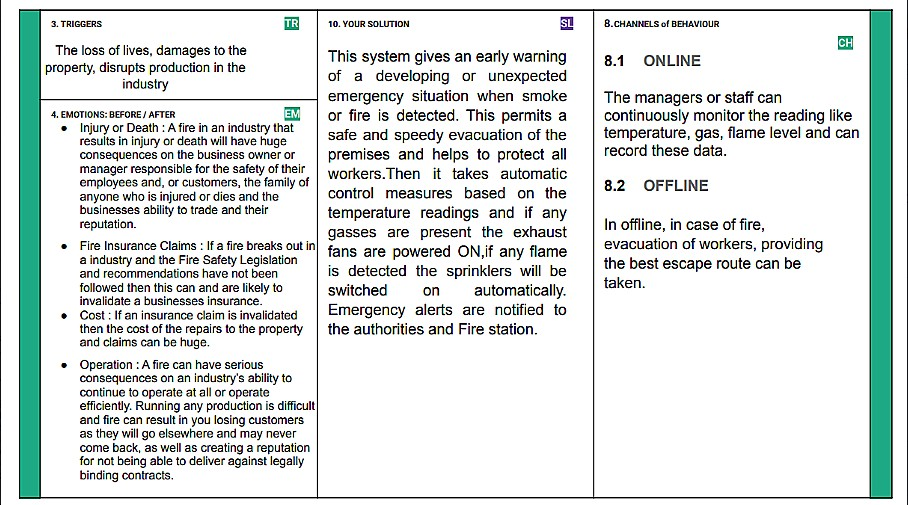 3. TRIGGERS
TR
The loss of lives, damages to the
property, disrupts production in the
industry
4. EMOTIONS: BEFORE / AFTER
EM
● Injury or Death : A fire in an industry that
results in injury or death will have huge
consequences on the business owner or
manager responsible for the safety of their
employees and, or customers, the family of
anyone who is injured or dies and the
businesses ability to trade and their
reputation.
● Fire Insurance Claims : If a fire breaks out in
a industry and the Fire Safety Legislation
and recommendations have not been
followed then this can and are likely to
invalidate a businesses insurance.
● Cost : If an insurance claim is invalidated
then the cost of the repairs to the property
and claims can be huge.
● Operation : A fire can have serious
consequences on an industry's ability to
continue to operate at all or operate
efficiently. Running any production is difficult
and fire can result in you losing customers
as they will go elsewhere and may never
come back, as well as creating a reputation
for not being able to deliver against legally
binding contracts.
10. YOUR SOLUTION
SL
This system gives an early warning
of a developing or unexpected
emergency situation when smoke
or fire is detected. This permits a
safe and speedy evacuation of the
premises and helps to protect all
workers.Then it takes automatic
control measures based on the
temperature readings and if any
gasses are present the exhaust
fans are powered ON,if any flame
is detected the sprinklers will be
switched on automatically.
Emergency alerts are notified to
the authorities and Fire station.
8.CHANNELS of BEHAVIOUR
CH
8.1 ONLINE
The managers or staff can
continuously monitor the reading like
temperature, gas, flame level and can
record these data.
8.2 OFFLINE
In offline, in case of fire,
evacuation of workers, providing
the best escape route can be
taken.